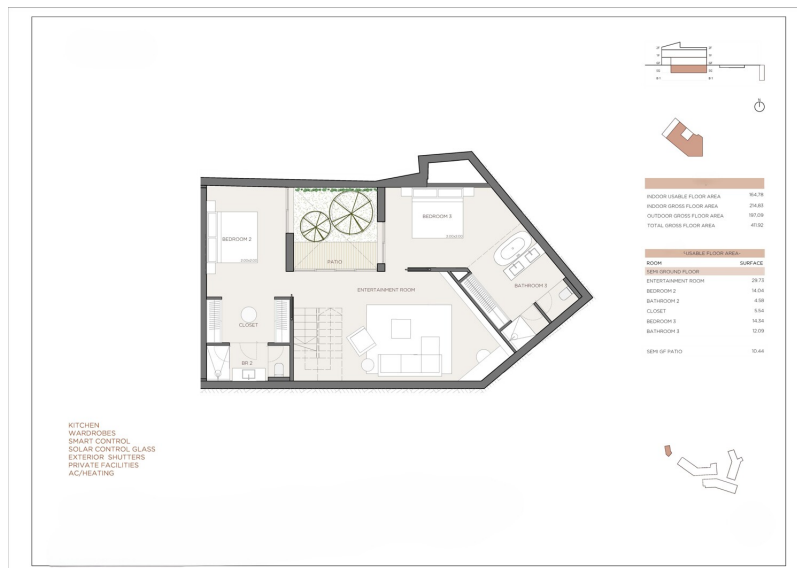 BEDROOM 2
BEDROOM 3
PATIO
ENTERTAINMENT ROOM
BATHROOM 3
CLOSET
BR 2
N
INDOOR USABLE FLOOR AREA 164,78
INDOOR GROSS FLOOR AREA 214,83
OUTDOOR GROSS FLOOR AREA 197,09
TOTAL GROSS FLOOR AREA 411,92
*USABLE FLOOR AREA*
ROOM SURFACE
SEMI GROUND FLOOR
ENTERTAINMENT ROOM 29.73
BEDROOM 2 14.04
BATHROOM 2 4.58
CLOSET 9.54
BEDROOM 3 14.34
BATHROOM 3 12.09
SEMI GF PATIO 10.44
KITCHEN
WARDROBES
SMART CONTROL
SOLAR CONTROL GLASS
EXTERIOR SHUTTERS
PRIVATE FACILITIES
AC/HEATING